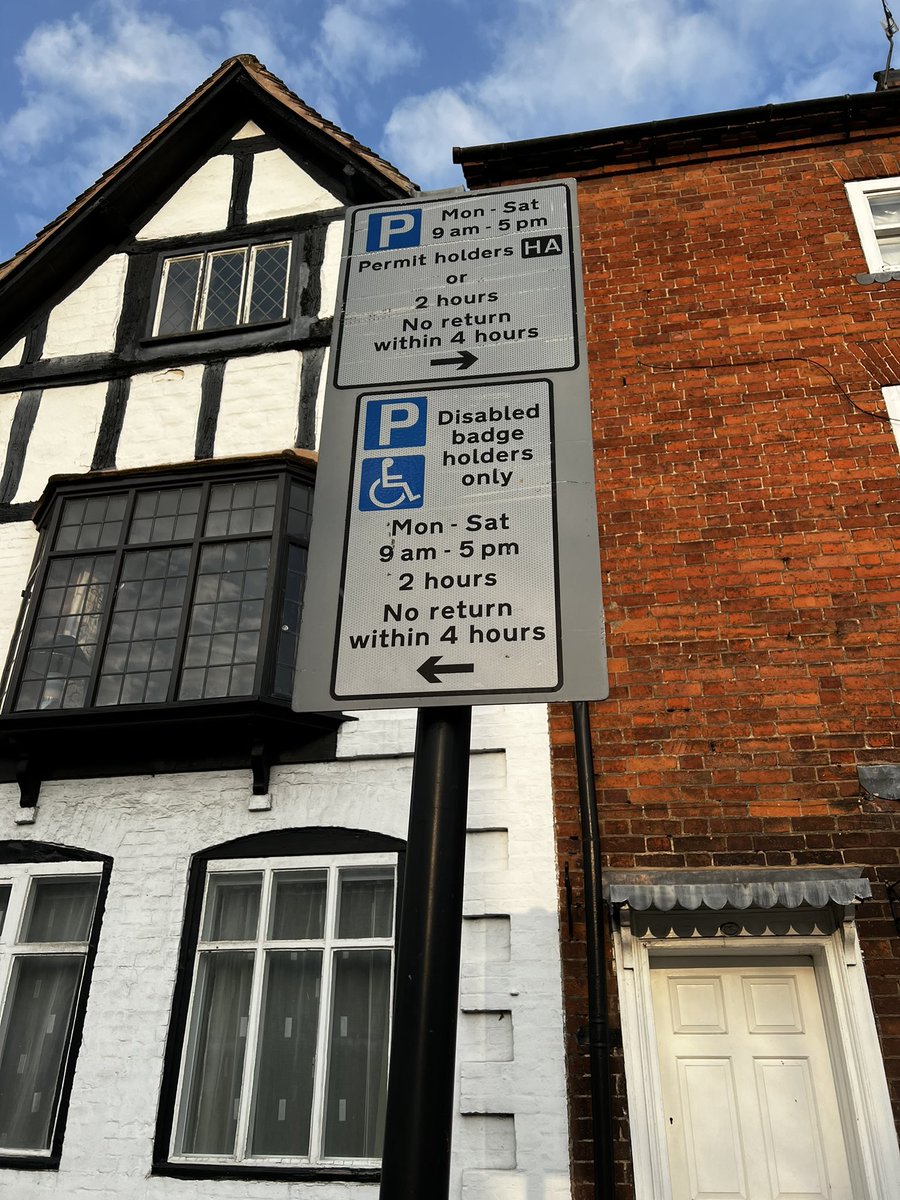 P Mon - Sat
9 am - 5 pm
Permit holders HA
or
2 hours
No return
within 4 hours
P Disabled
badge
holders
only
Mon - Sat
9 am - 5 pm
2 hours
No return
within 4 hours